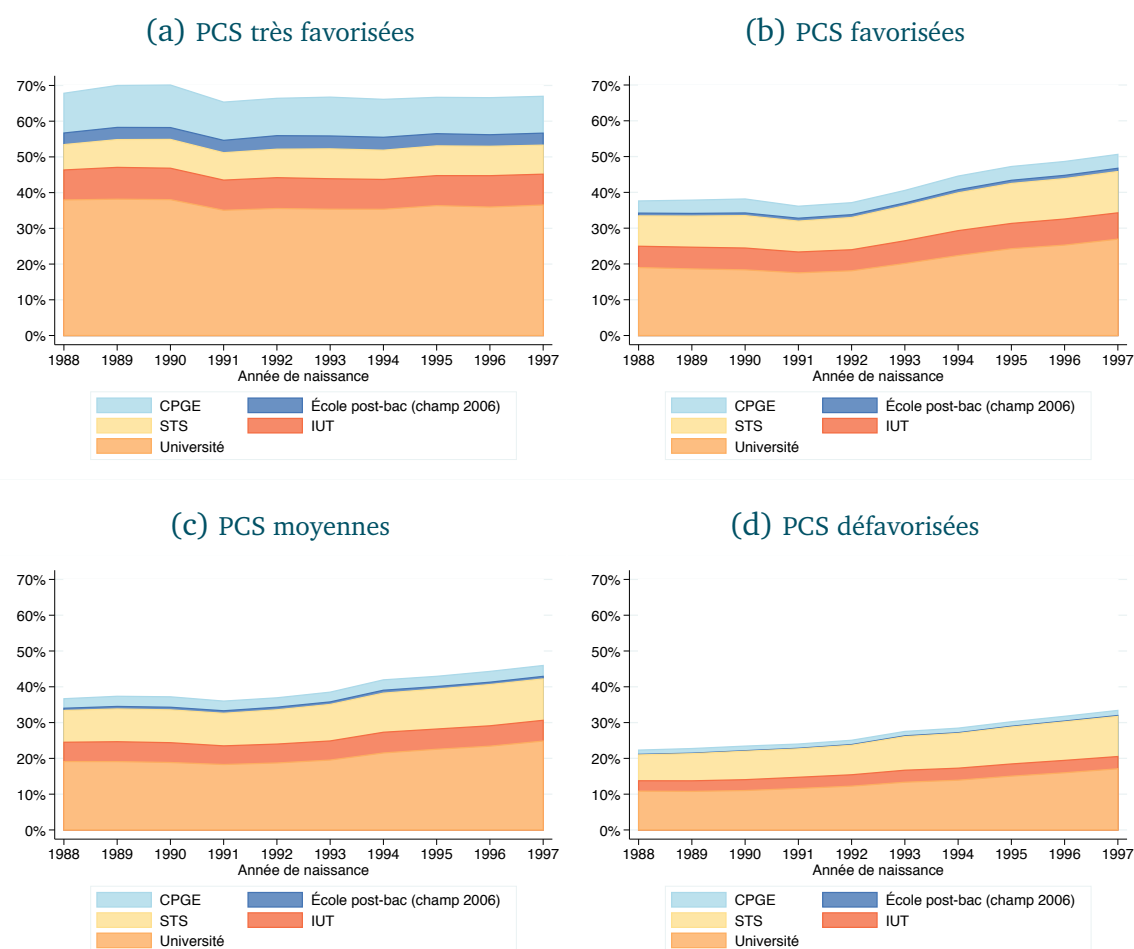 (a) PCS très favorisées
70%
60%
50%
40%
30%
20%
10%
0%
1988 1989 1990 1991 1992 1993 1994 1995 1996 1997
Année de naissance
CPGE École post-bac (champ 2006)
STS IUT
Université
(b) PCS favorisées
70%
60%
50%
40%
30%
20%
10%
0%
1988 1989 1990 1991 1992 1993 1994 1995 1996 1997
Année de naissance
CPGE École post-bac (champ 2006)
STS IUT
Université
(c) PCS moyennes
70%
60%
50%
40%
30%
20%
10%
0%
1988 1989 1990 1991 1992 1993 1994 1995 1996 1997
Année de naissance
CPGE École post-bac (champ 2006)
STS IUT
Université
(d) PCS défavorisées
70%
60%
50%
40%
30%
20%
10%
0%
1988 1989 1990 1991 1992 1993 1994 1995 1996 1997
Année de naissance
CPGE École post-bac (champ 2006)
STS IUT
Université